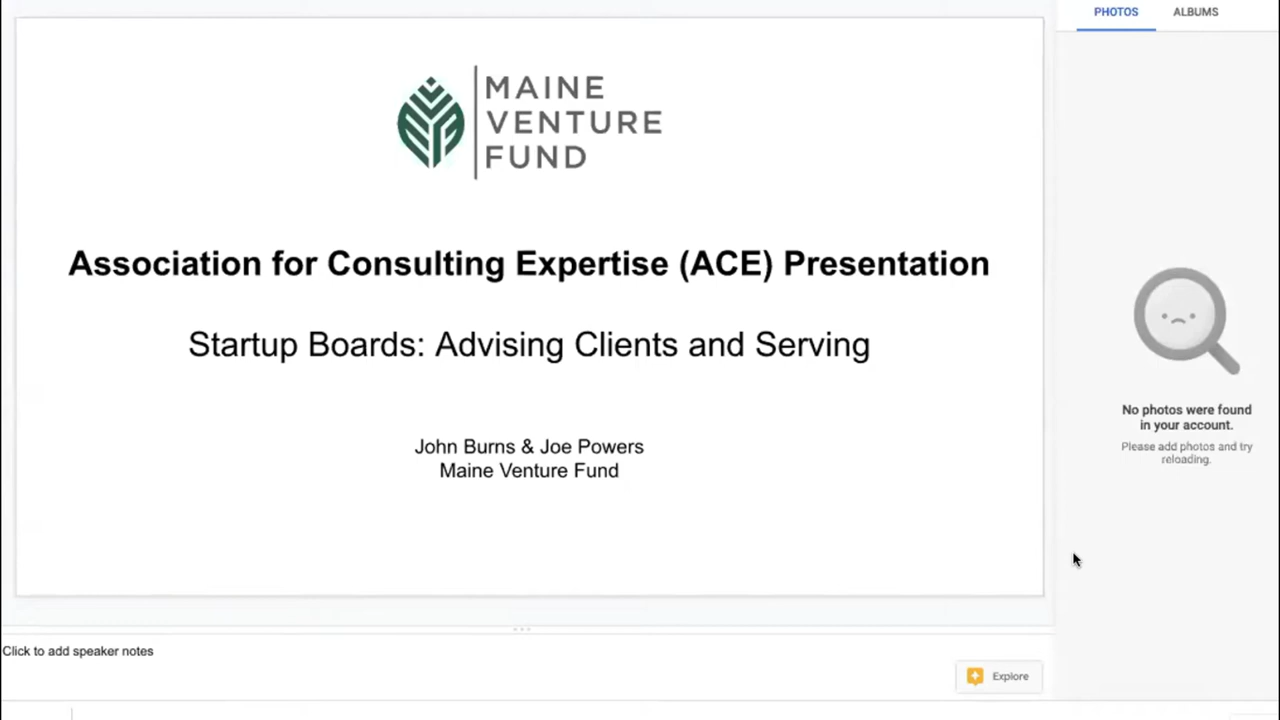 PHOTOS
ALBUMS
MAINE
VENTURE
FUND
Association for Consulting Expertise (ACE) Presentation
Startup Boards: Advising Clients and Serving
John Burns & Joe Powers
Maine Venture Fund
No photos were found
in your account.
Please add photos and try
reloading.
Click to add speaker notes
Explore